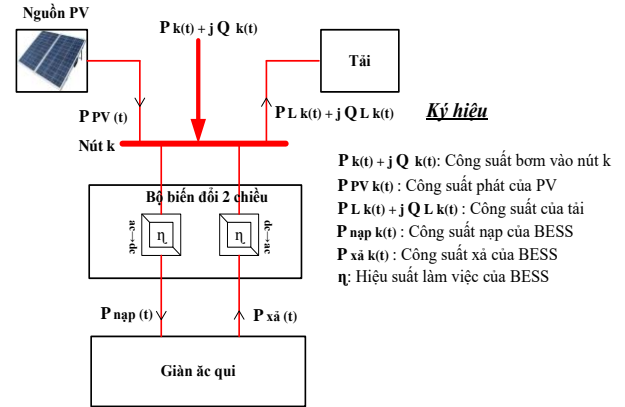 Nguồn PV
P k(t) + j Q k(t)
Tải
P PV (t)
P L k(t) + j Q L k(t)
Nút k
Bộ biến đổi 2 chiều
ac→dc
η
η
dc→ac
P nạp (t)
P xả (t)
Giàn ăc qui
Ký hiệu
P k(t) + j Q k(t): Công suất bơm vào nút k
P PV k(t) : Công suất phát của PV
P L k(t) + j Q L k(t) : Công suất của tải
P nạp k(t) : Công suất nạp của BESS
P xả k(t) : Công suất xả của BESS
η: Hiệu suất làm việc của BESS